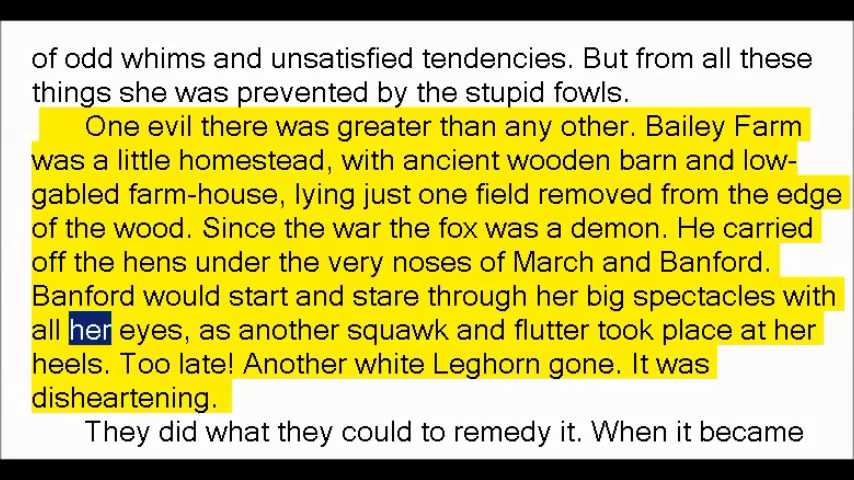 of odd whims and unsatisfied tendencies. But from all these
things she was prevented by the stupid fowls.
One evil there was greater than any other. Bailey Farm
was a little homestead, with ancient wooden barn and low-
gabled farm-house, lying just one field removed from the edge
of the wood. Since the war the fox was a demon. He carried
off the hens under the very noses of March and Banford.
Banford would start and stare through her big spectacles with
all her eyes, as another squawk and flutter took place at her
heels. Too late! Another white Leghorn gone. It was
disheartening.
They did what they could to remedy it. When it became